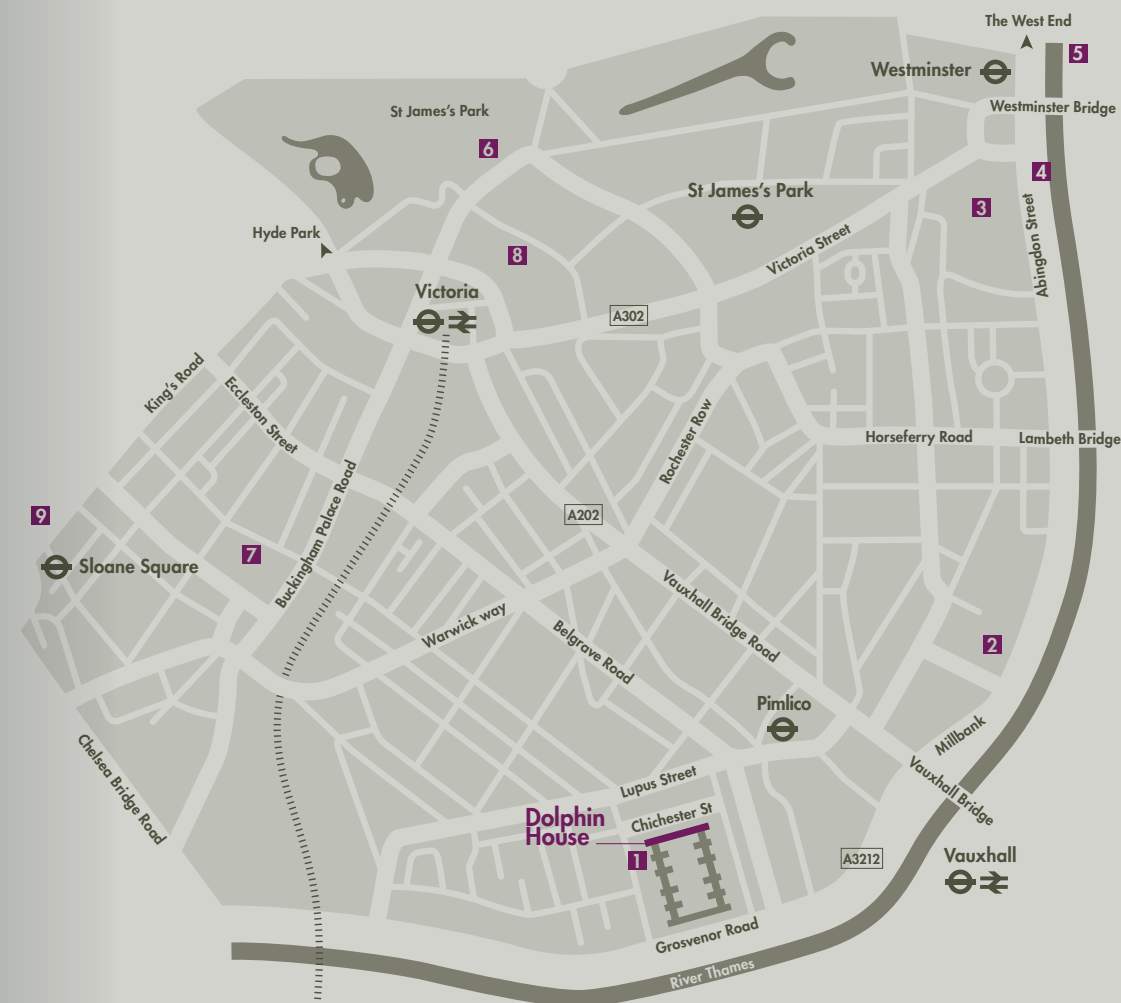 The West End
5
Westminster
Westminster Bridge
St James's Park
6
4
St James's Park
3
Abingdon Street
Hyde Park
8
Victoria Street
Victoria
A302
King's Road
Eccleston Street
Rochester Row
Horseferry Road
Lambeth Bridge
Buckingham Palace Road
9
A202
7
Sloane Square
Vauxhall Bridge Road
Warwick way
Belgrave Road
2
Pimlico
Millbank
Chelsea Bridge Road
Vauxhall Bridge
Lupus Street
Dolphin
House
Chichester St
1
A3212
Vauxhall
Grosvenor Road
River Thames